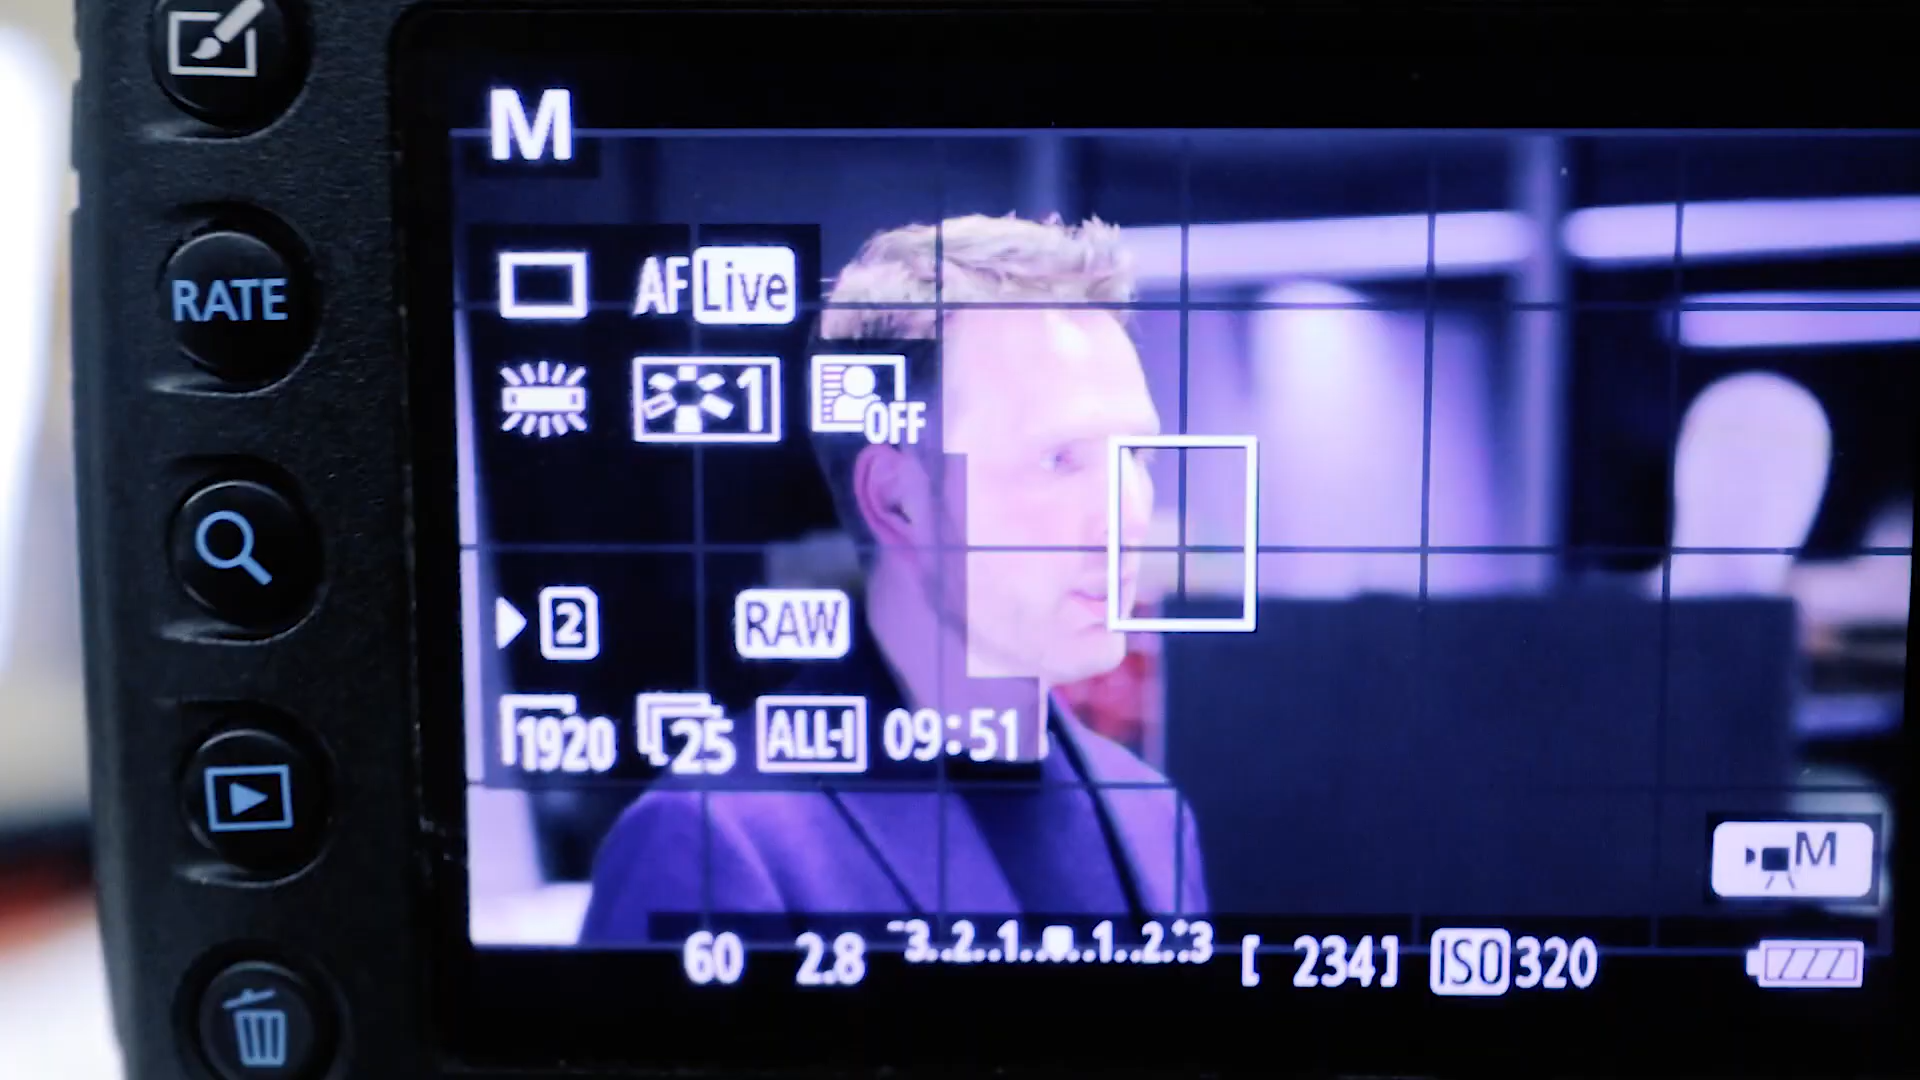 M
RATE
AF Live
1 OFF
2 RAW
1920 25 ALL-I 09:51
M
60 2.8 -3..2..1..●..1..2..+3 [ 234] ISO 320